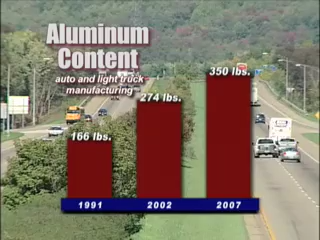 Aluminum
Content
auto and light truck
manufacturing
166 lbs.
274 lbs.
350 lbs.
1991
2002
2007